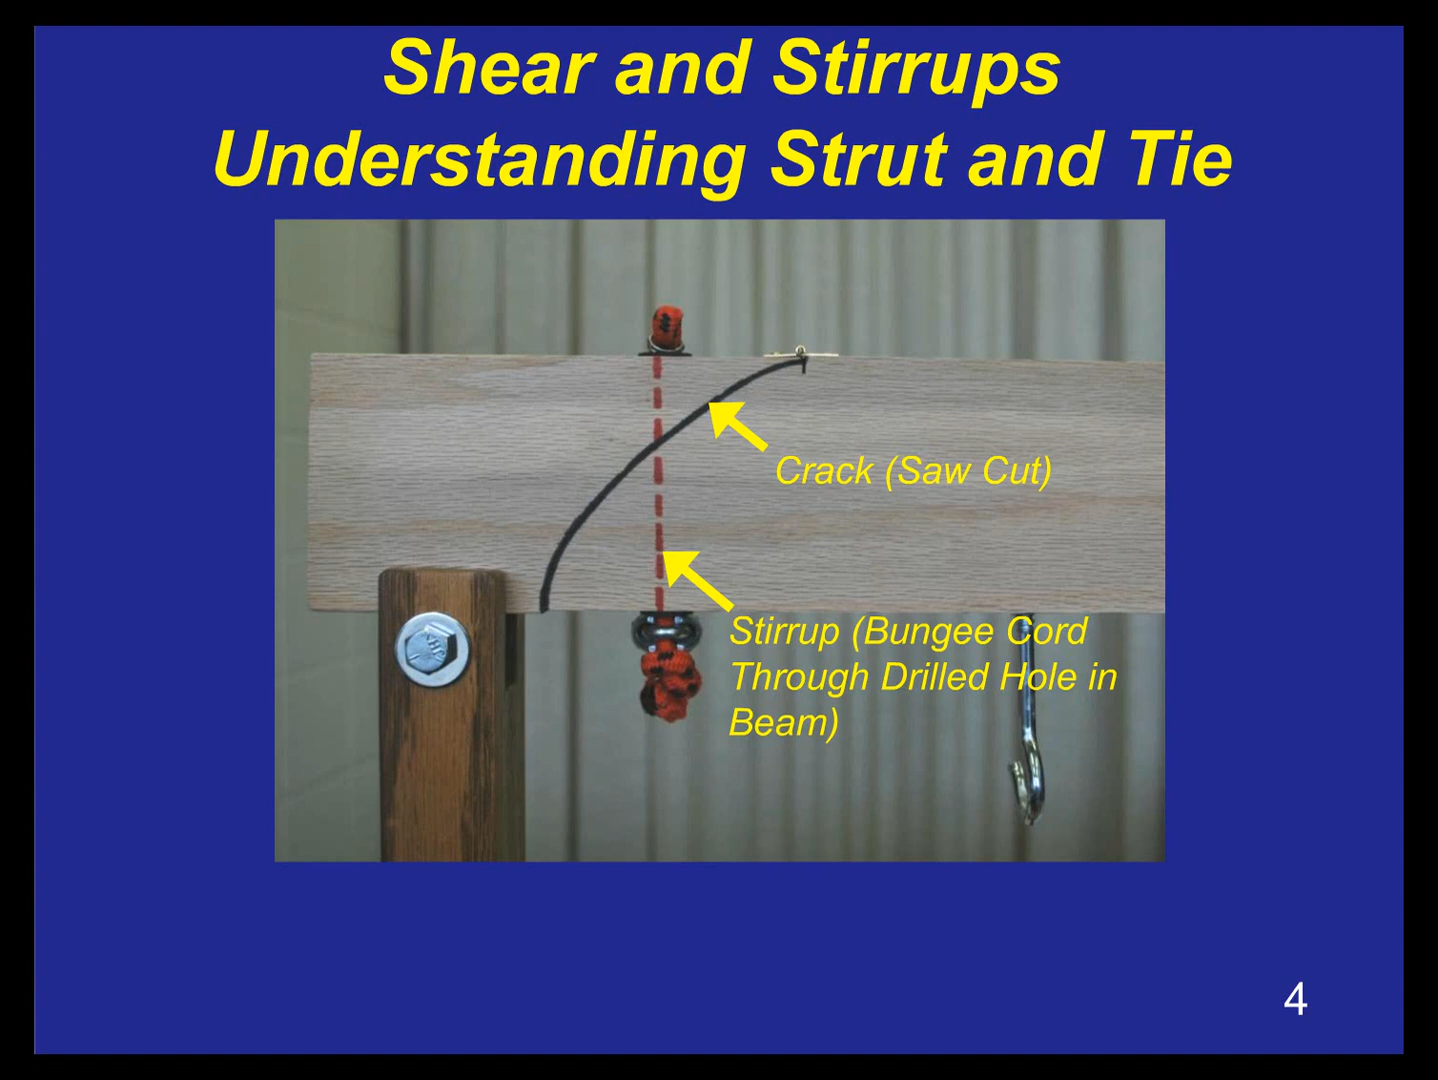 Shear and Stirrups
Understanding Strut and Tie
Crack (Saw Cut)
Stirrup (Bungee Cord
Through Drilled Hole in
Beam)
4